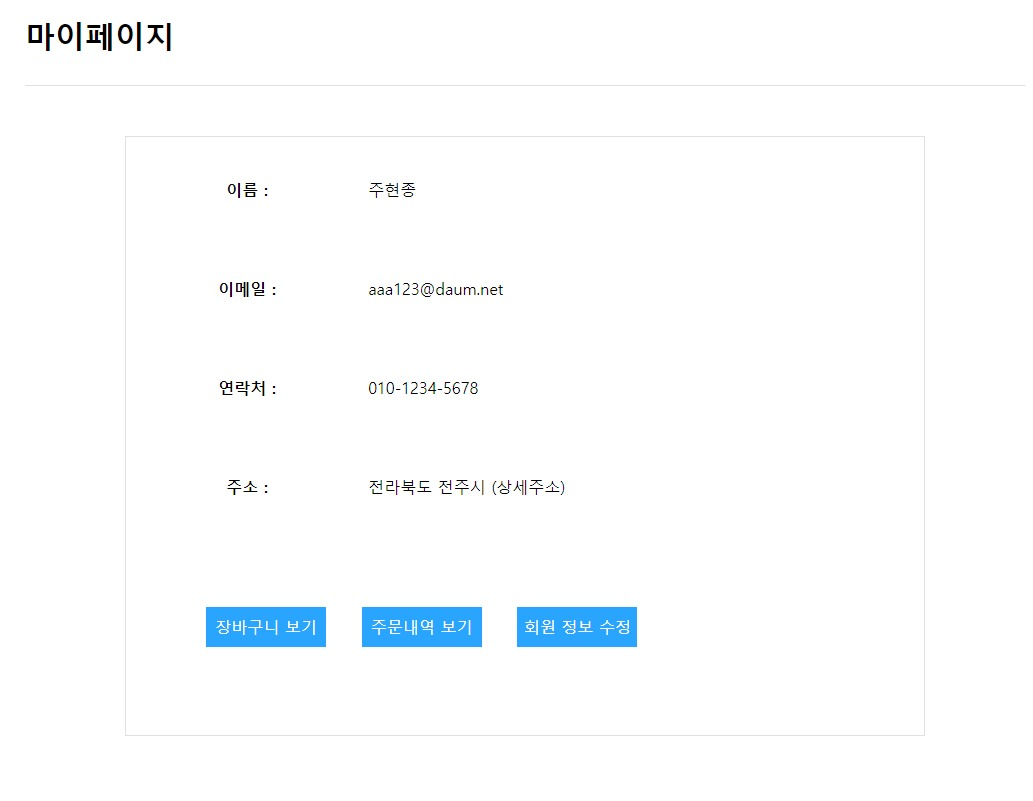 마이페이지
이름 : 주현종
이메일 : aaa123@daum.net
연락처 : 010-1234-5678
주소 : 전라북도 전주시 (상세주소)
장바구니 보기 주문내역 보기 회원 정보 수정